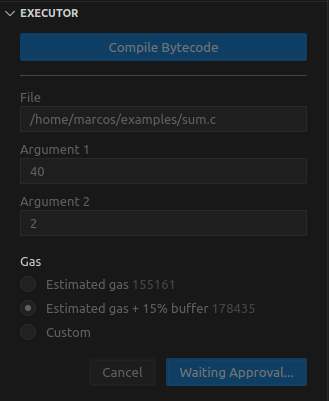 EXECUTOR
Compile Bytecode
File
/home/marcos/examples/sum.c
Argument 1
40
Argument 2
2
Gas
Estimated gas 155161
Estimated gas + 15% buffer 178435
Custom
Cancel Waiting Approval...